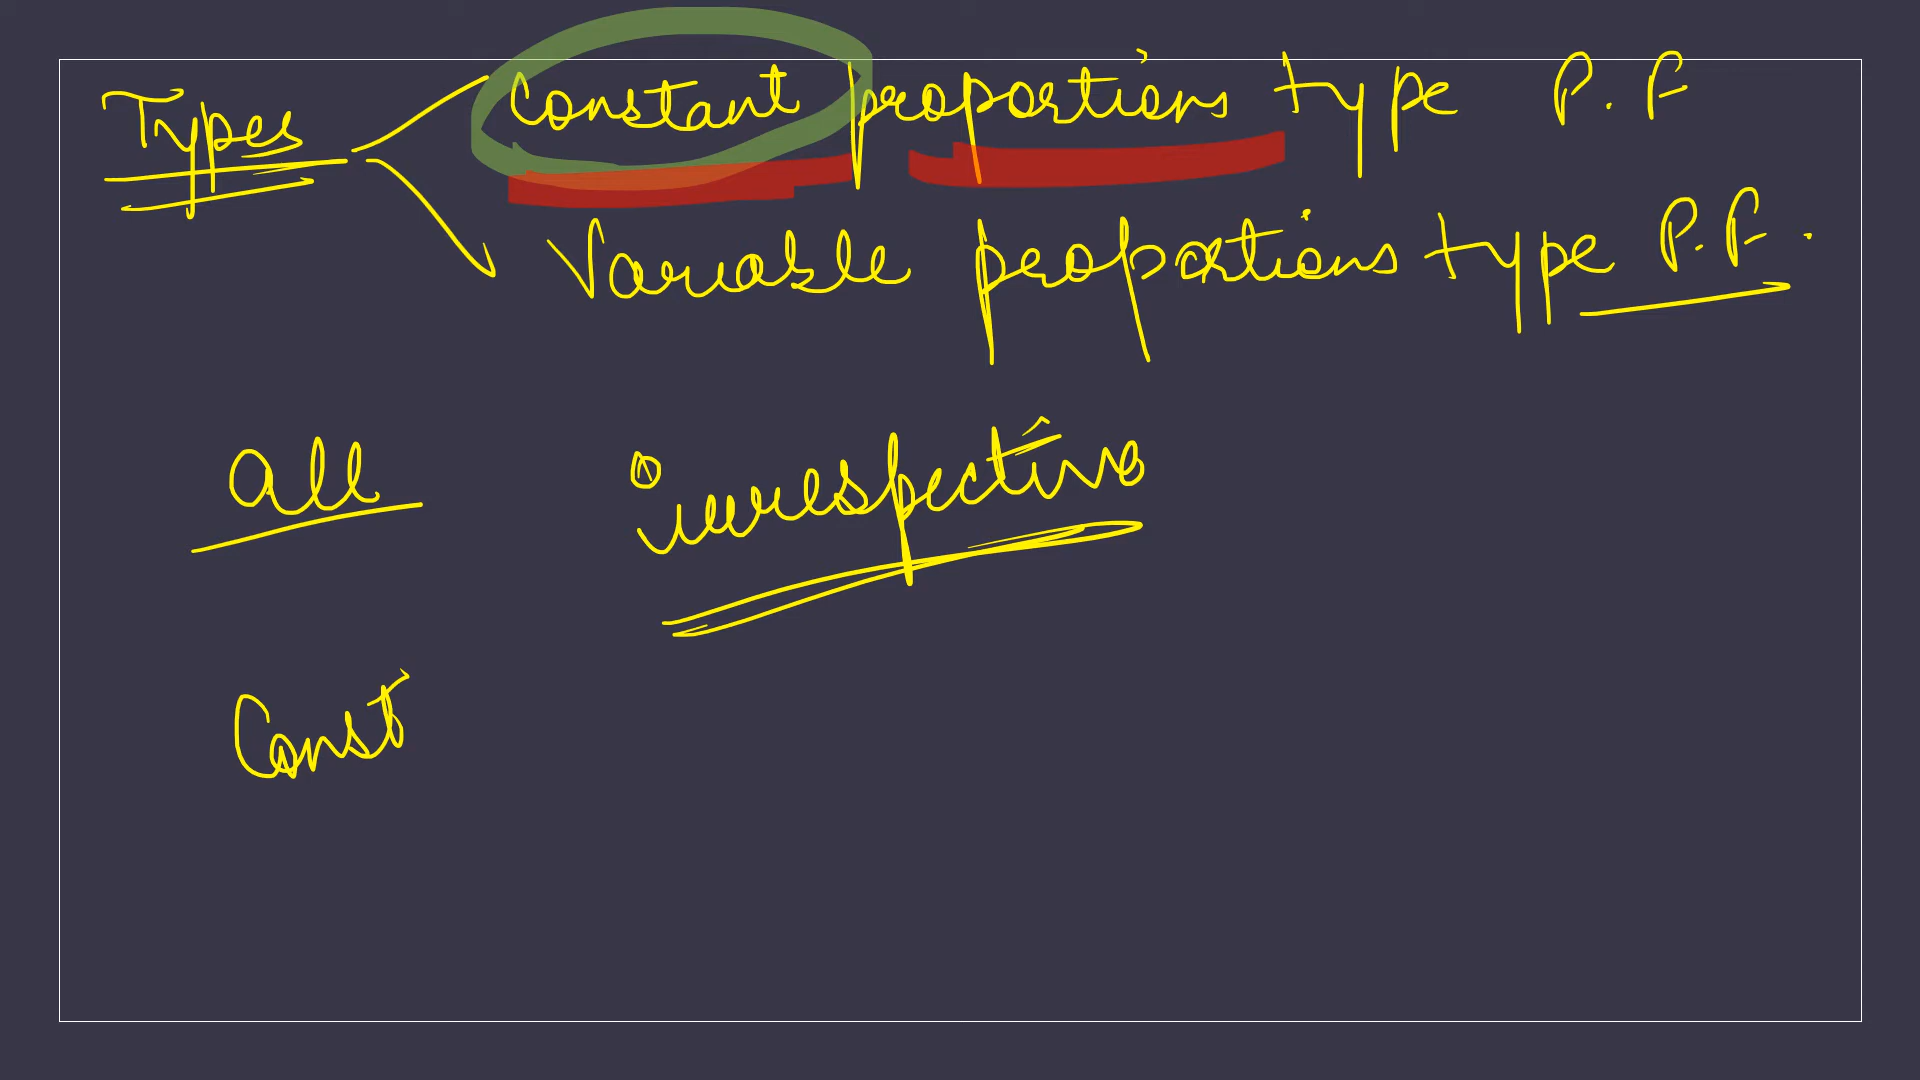 Types
Constant proportions type P.F
Variable proportions type P.F.
all irrespective
Const